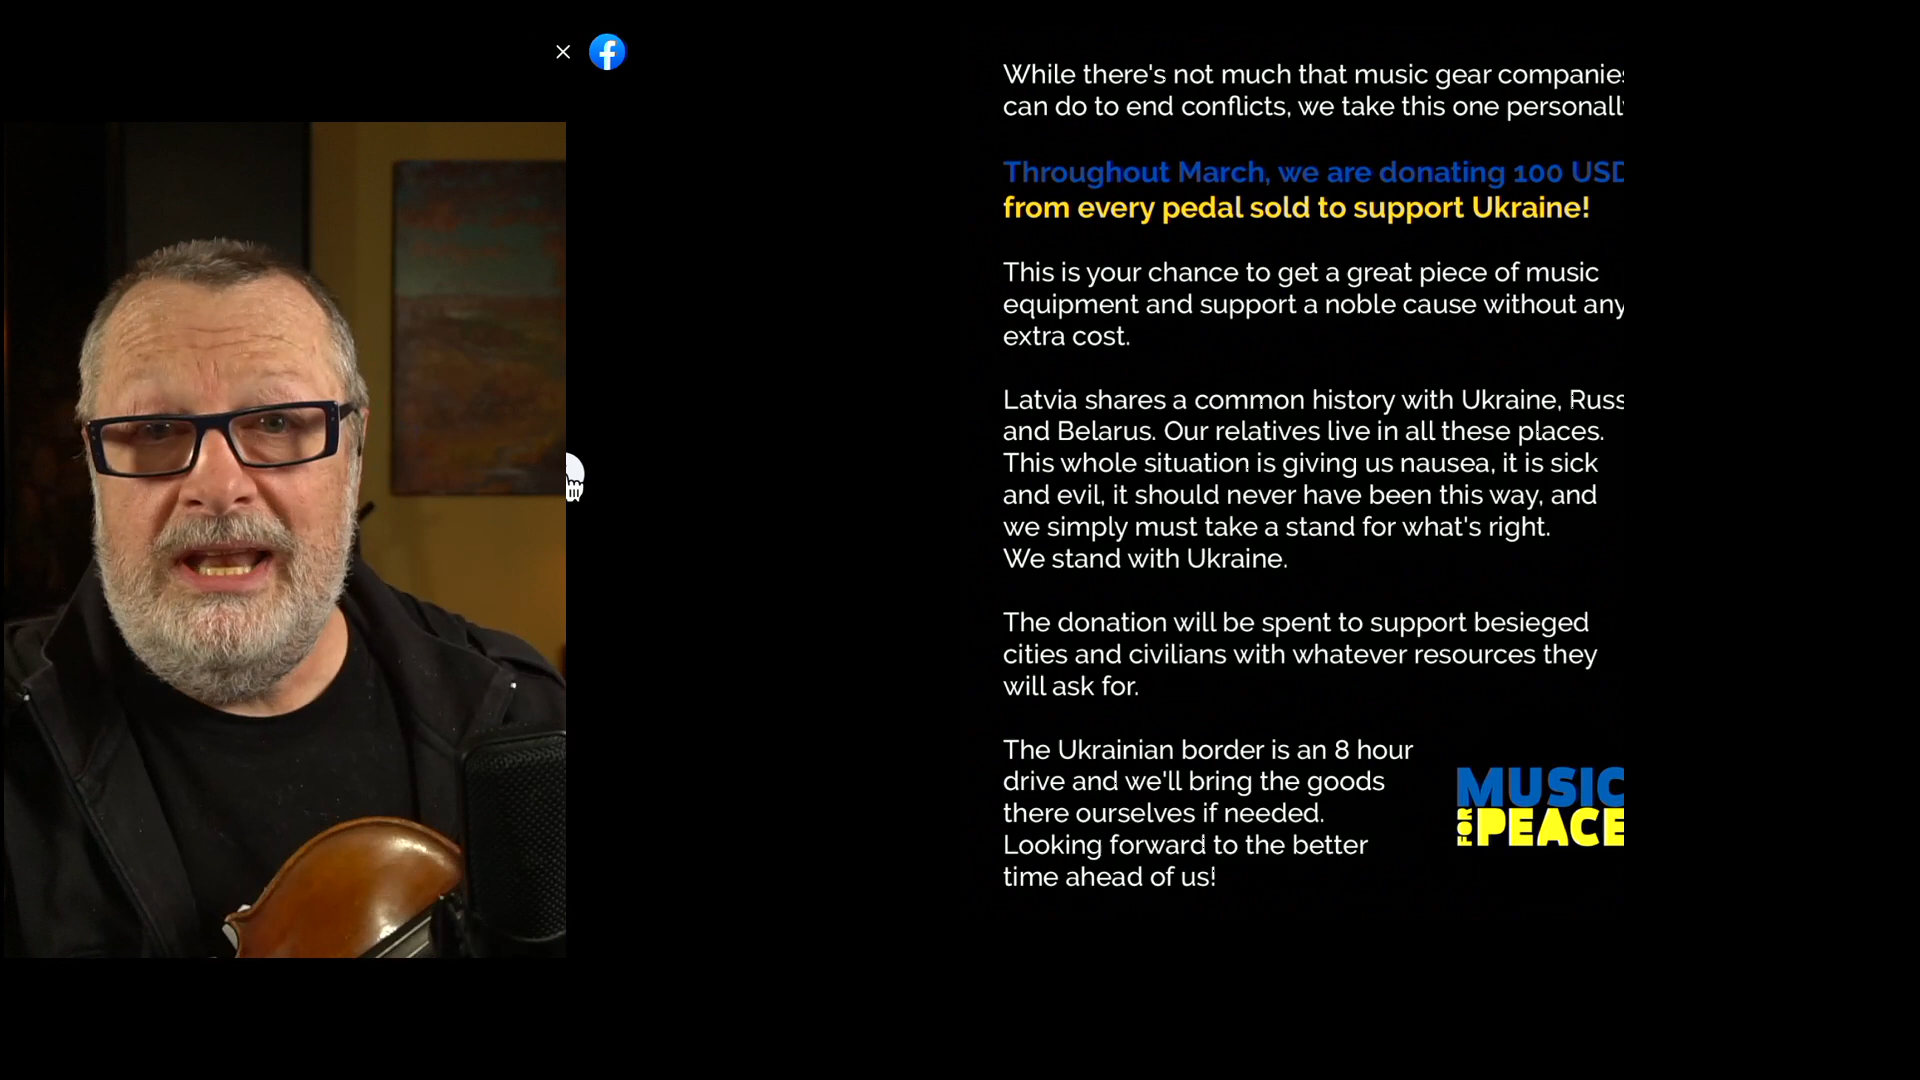 While there's not much that music gear companies
can do to end conflicts, we take this one personally
Throughout March, we are donating 100 USD
from every pedal sold to support Ukraine!
This is your chance to get a great piece of music
equipment and support a noble cause without any
extra cost.
Latvia shares a common history with Ukraine, Russ
and Belarus. Our relatives live in all these places.
This whole situation is giving us nausea, it is sick
and evil, it should never have been this way, and
we simply must take a stand for what's right.
We stand with Ukraine.
The donation will be spent to support besieged
cities and civilians with whatever resources they
will ask for.
The Ukrainian border is an 8 hour
drive and we'll bring the goods
there ourselves if needed.
Looking forward to the better
time ahead of us!
MUSIC
FOR PEACE